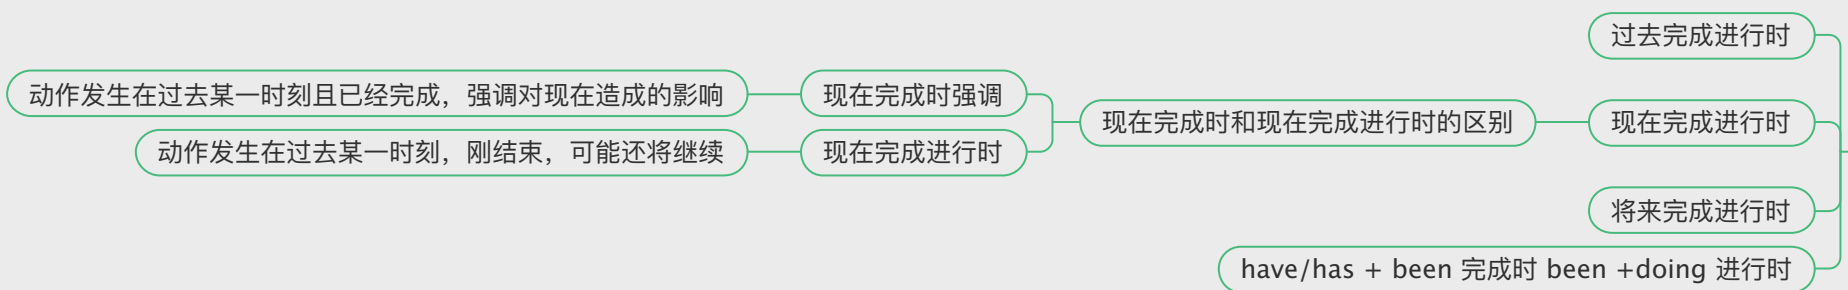 过去完成进行时
动作发生在过去某一时刻且已经完成，强调对现在造成的影响
现在完成时强调
现在完成时和现在完成进行时的区别
现在完成进行时
动作发生在过去某一时刻，刚结束，可能还将继续
现在完成进行时
将来完成进行时
have/has + been 完成时 been +doing 进行时